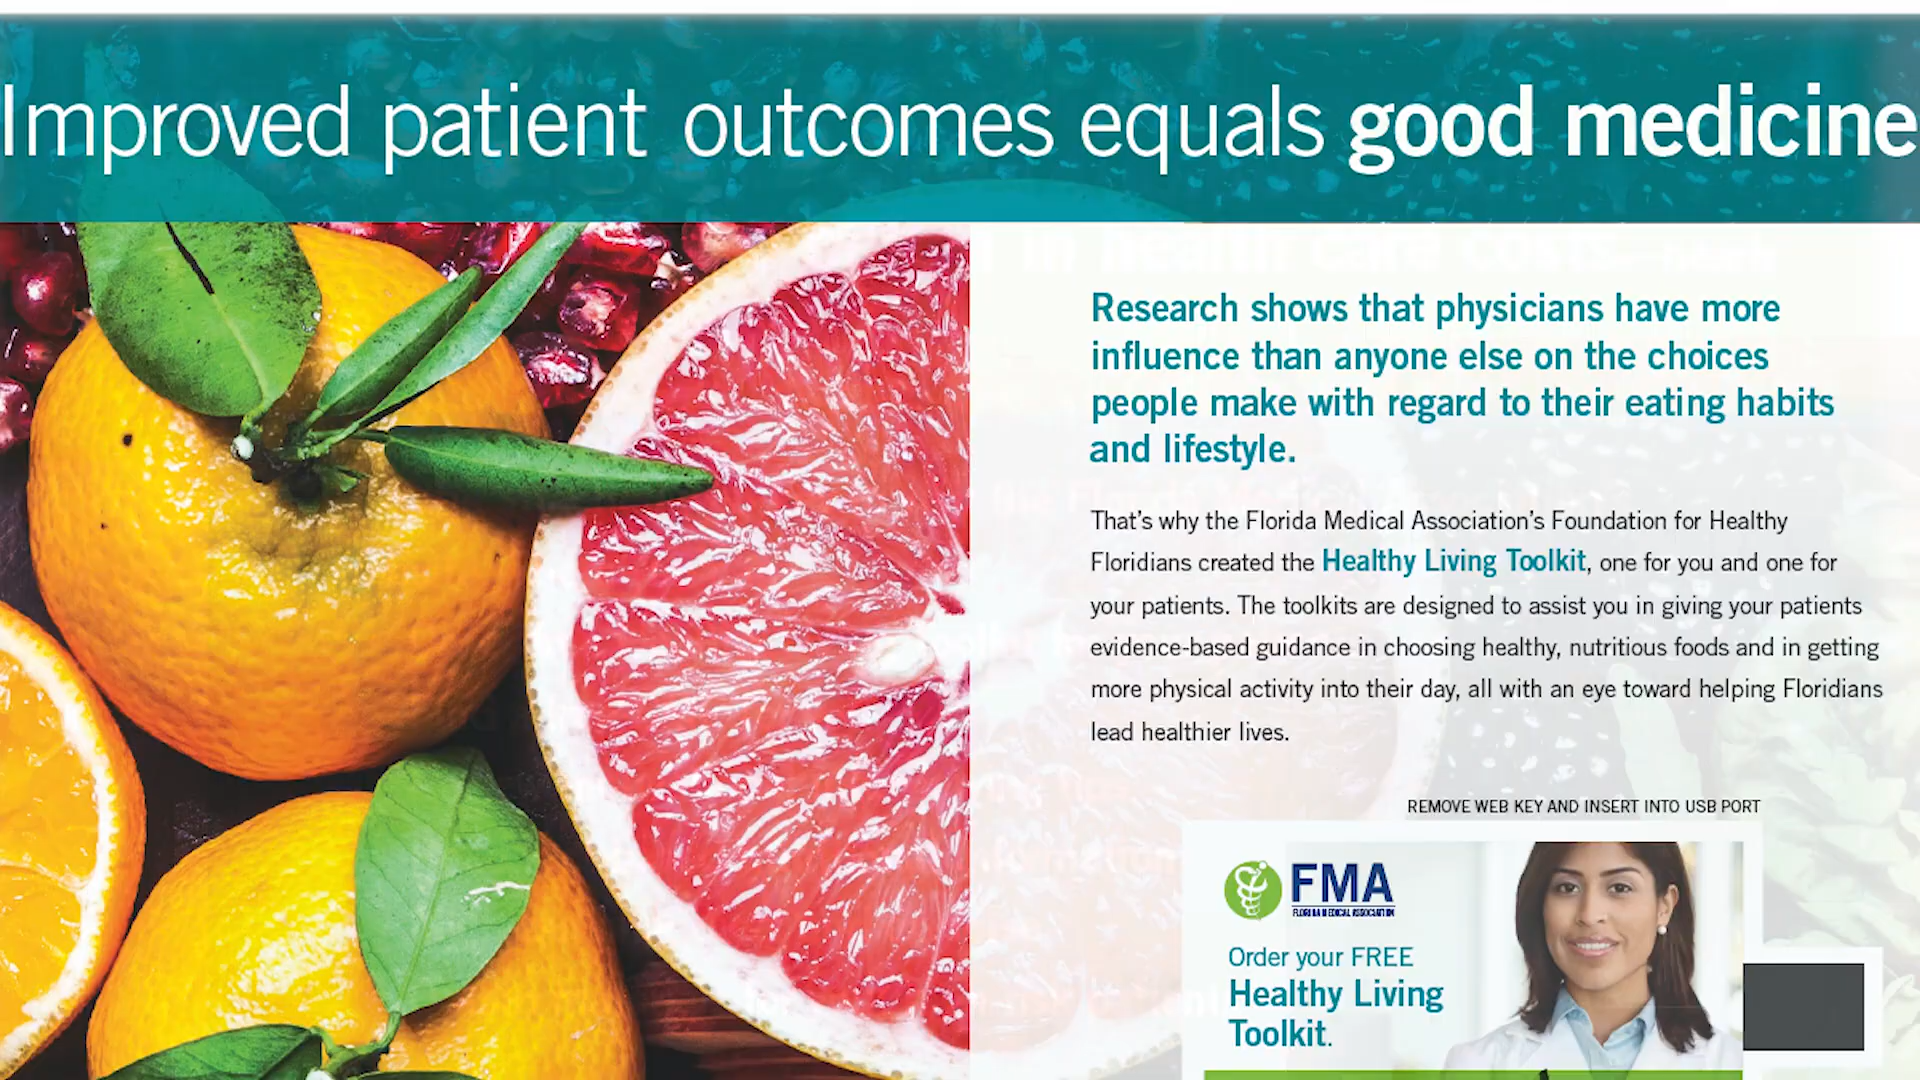 Improved patient outcomes equals good medicine
Research shows that physicians have more
influence than anyone else on the choices
people make with regard to their eating habits
and lifestyle.
That's why the Florida Medical Association's Foundation for Healthy
Floridians created the Healthy Living Toolkit, one for you and one for
your patients. The toolkits are designed to assist you in giving your patients
evidence-based guidance in choosing healthy, nutritious foods and in getting
more physical activity into their day, all with an eye toward helping Floridians
lead healthier lives.
REMOVE WEB KEY AND INSERT INTO USB PORT
FMA
FLORIDA MEDICAL ASSOCIATION
Order your FREE
Healthy Living
Toolkit.